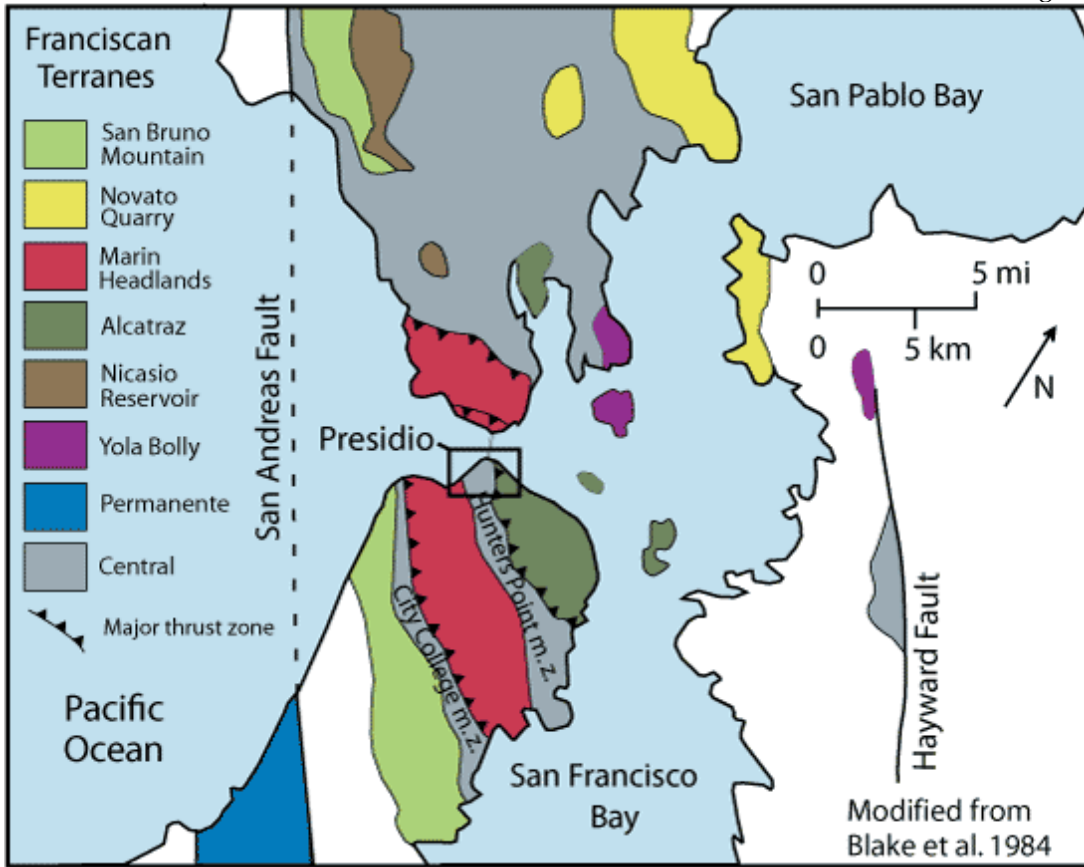 Franciscan
Terranes
San Bruno
Mountain
Novato
Quarry
Marin
Headlands
Alcatraz
Nicasio
Reservoir
Yola Bolly
Permanente
Central
Major thrust zone
San Andreas Fault
Pacific
Ocean
Presidio
City College m. z.
Hunters Point m. z.
San Francisco
Bay
San Pablo Bay
0 5 mi
0 5 km
N
Hayward Fault
Modified from
Blake et al. 1984